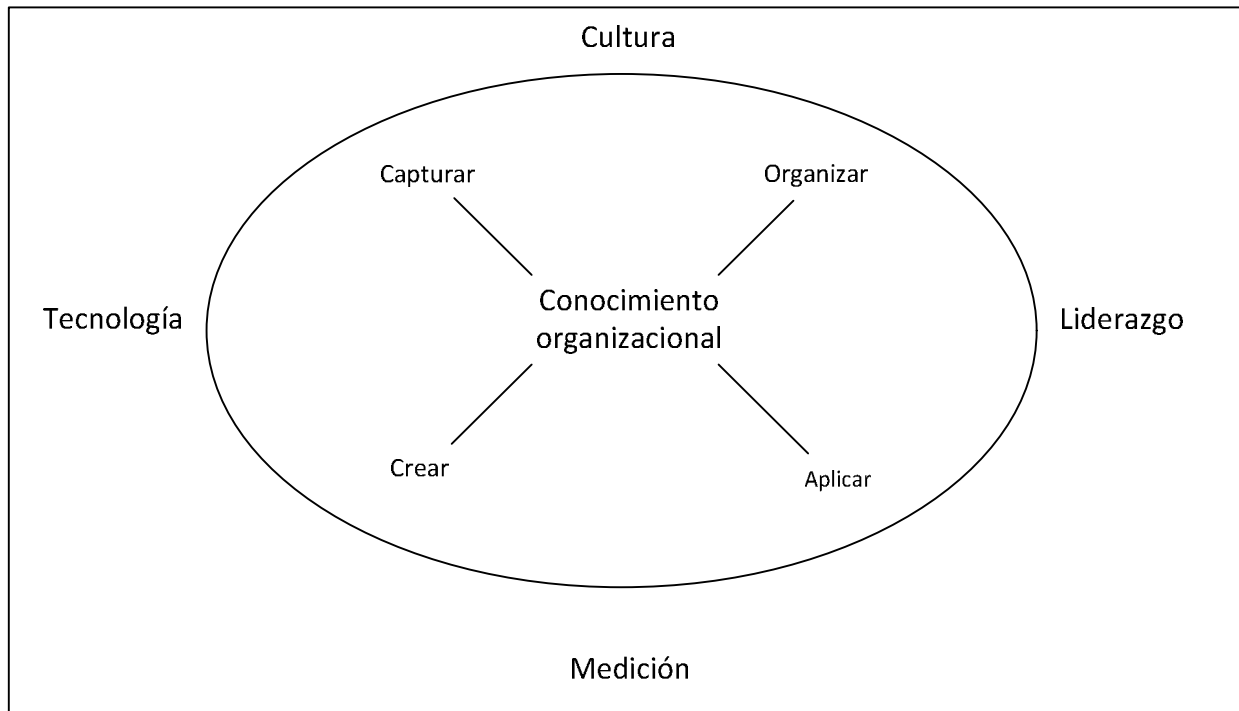 Cultura
Capturar
Organizar
Tecnología
Conocimiento
organizacional
Liderazgo
Crear
Aplicar
Medición